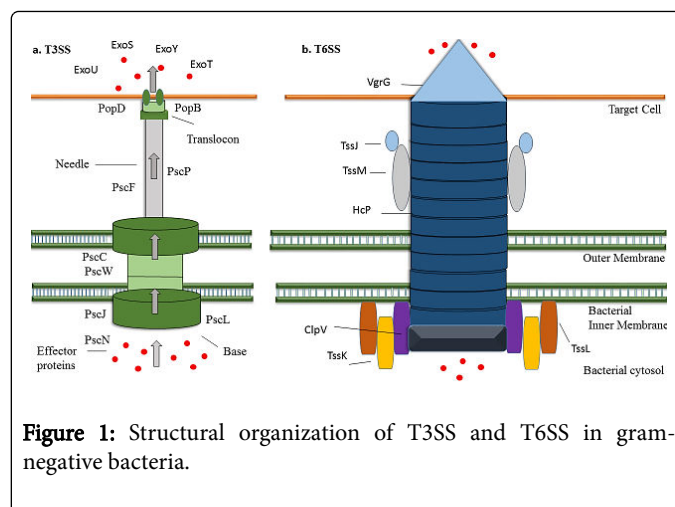 a. T3SS
b. T6SS
ExoS
ExoY
ExoU
ExoT
VgrG
PopD
PopB
Target Cell
Translocon
TssJ
Needle
PscP
TssM
PscF
HcP
PscC
Outer Membrane
PscW
PscJ
PscL
Bacterial
Inner Membrane
ClpV
PscN
TssL
Effector
proteins
Base
TssK
Bacterial cytosol
Figure 1: Structural organization of T3SS and T6SS in gram-
negative bacteria.